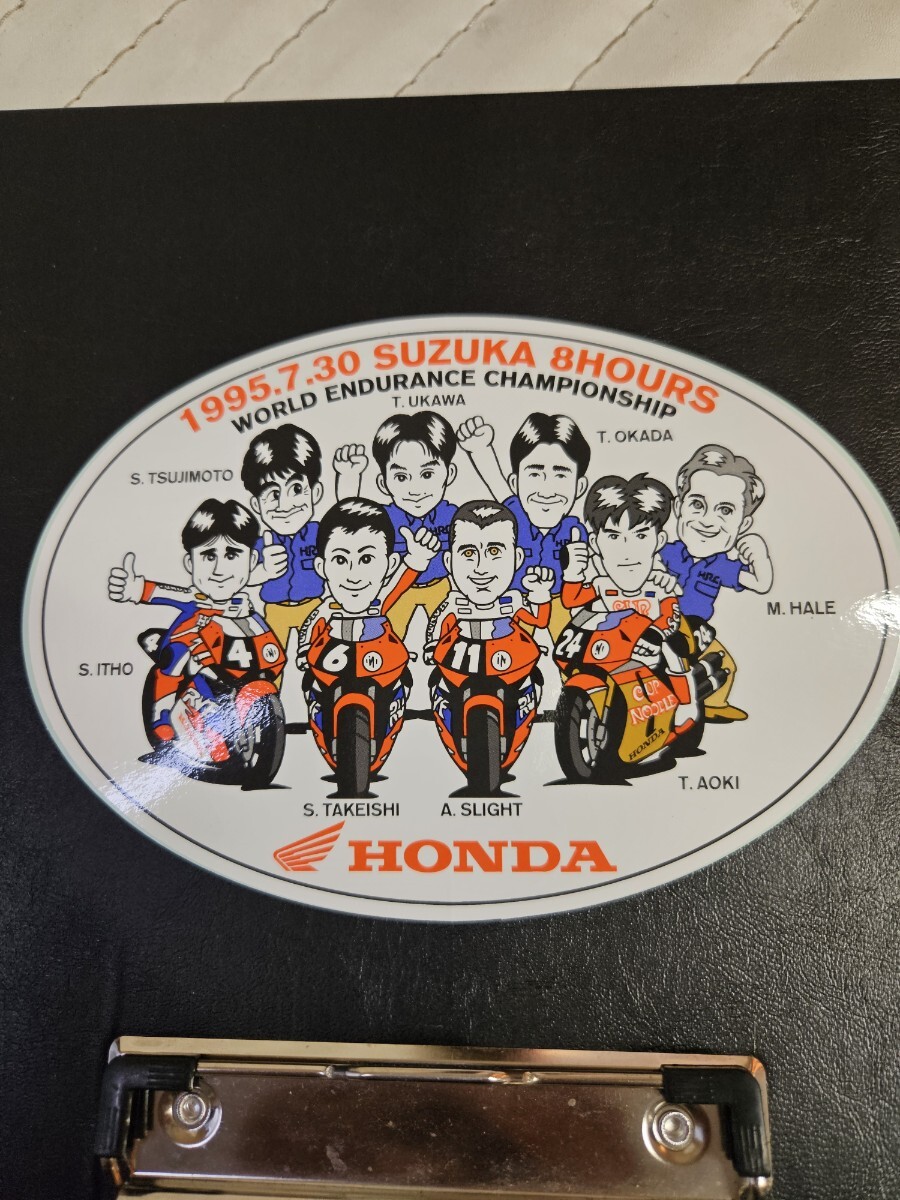 1995.7.30 SUZUKA 8HOURS
WORLD ENDURANCE CHAMPIONSHIP
T. UKAWA
S. TSUJIMOTO
T. OKADA
HRC
M. HALE
S. ITHO
4
6
11
24
CUP
NOODLE
HONDA
T. AOKI
S. TAKEISHI
A. SLIGHT
HONDA